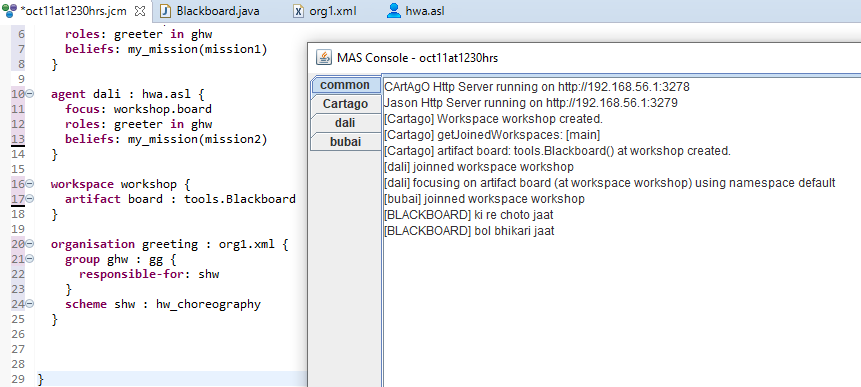 *oct11at1230hrs.jcm Blackboard.java org1.xml hwa.asl
6 roles: greeter in ghw
7 beliefs: my_mission(mission1)
8 }
9
10 agent dali : hwa.asl {
11 focus: workshop.board
12 roles: greeter in ghw
13 beliefs: my_mission(mission2)
14 }
15
16 workspace workshop {
17 artifact board : tools.Blackboard
18 }
19
20 organisation greeting : org1.xml {
21 group ghw : gg {
22 responsible-for: shw
23 }
24 scheme shw : hw_choreography
25 }
26
27
28
29 }
MAS Console - oct11at1230hrs
common
Cartago
dali
bubai
CArtAgO Http Server running on http://192.168.56.1:3278
Jason Http Server running on http://192.168.56.1:3279
[Cartago] Workspace workshop created.
[Cartago] getJoinedWorkspaces: [main]
[Cartago] artifact board: tools.Blackboard() at workshop created.
[dali] joinned workspace workshop
[dali] focusing on artifact board (at workspace workshop) using namespace default
[bubai] joinned workspace workshop
[BLACKBOARD] ki re choto jaat
[BLACKBOARD] bol bhikari jaat